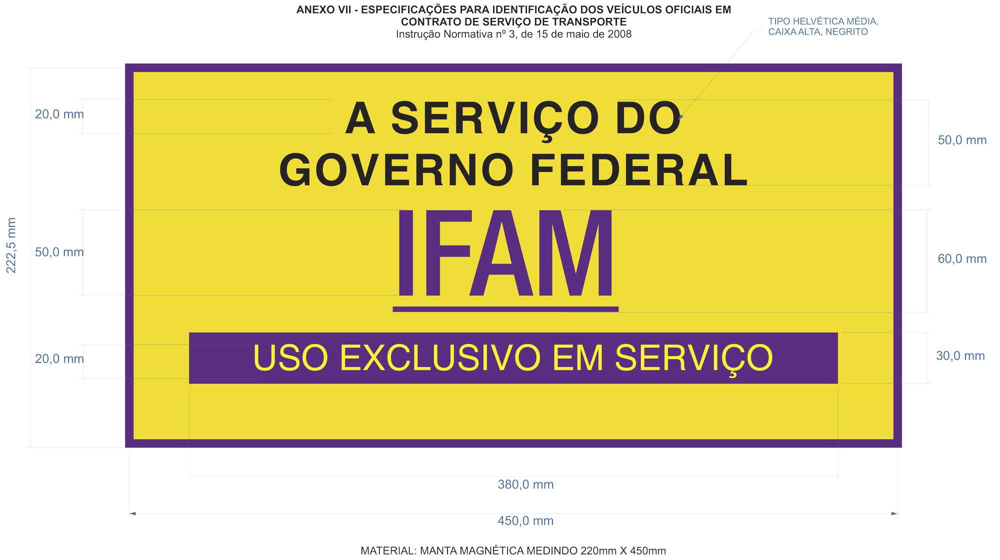 ANEXO VII - ESPECIFICAÇÕES PARA IDENTIFICAÇÃO DOS VEÍCULOS OFICIAIS EM
CONTRATO DE SERVIÇO DE TRANSPORTE
Instrução Normativa nº 3, de 15 de maio de 2008
TIPO HELVÉTICA MÉDIA,
CAIXA ALTA, NEGRITO
20,0 mm
A SERVIÇO DO
50,0 mm
GOVERNO FEDERAL
222,5 mm
50,0 mm
IFAM
60,0 mm
20,0 mm
USO EXCLUSIVO EM SERVIÇO
30,0 mm
380,0 mm
450,0 mm
MATERIAL: MANTA MAGNÉTICA MEDINDO 220mm X 450mm